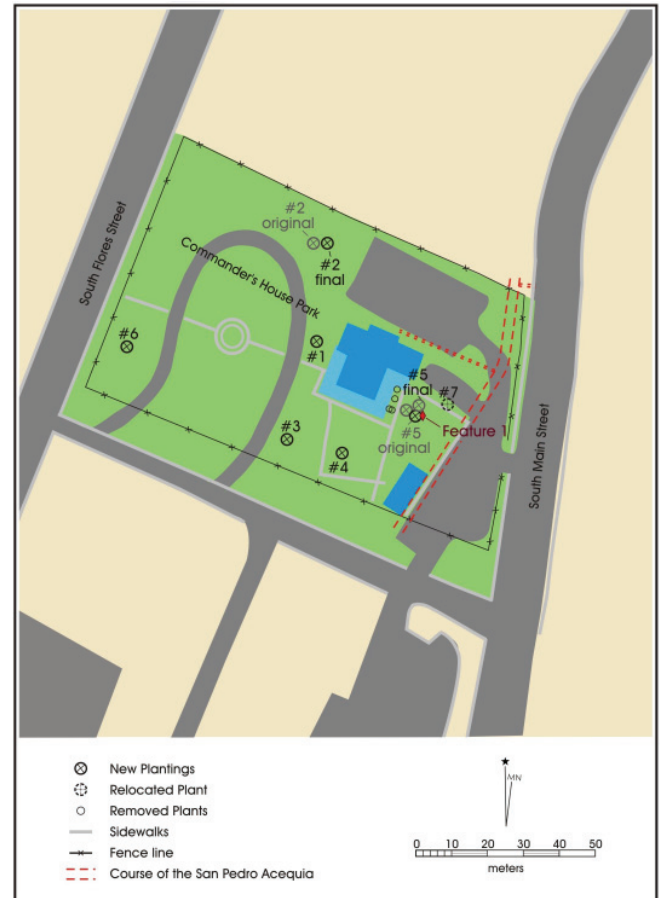 #2
original
#2
final
South Flores Street
Commander's House Park
#6
#1
#5
final
#7
#5
original
Feature 1
#3
#4
South Main Street
New Plantings
Relocated Plant
Removed Plants
Sidewalks
Fence line
Course of the San Pedro Acequia
MN
0 10 20 30 40 50
meters